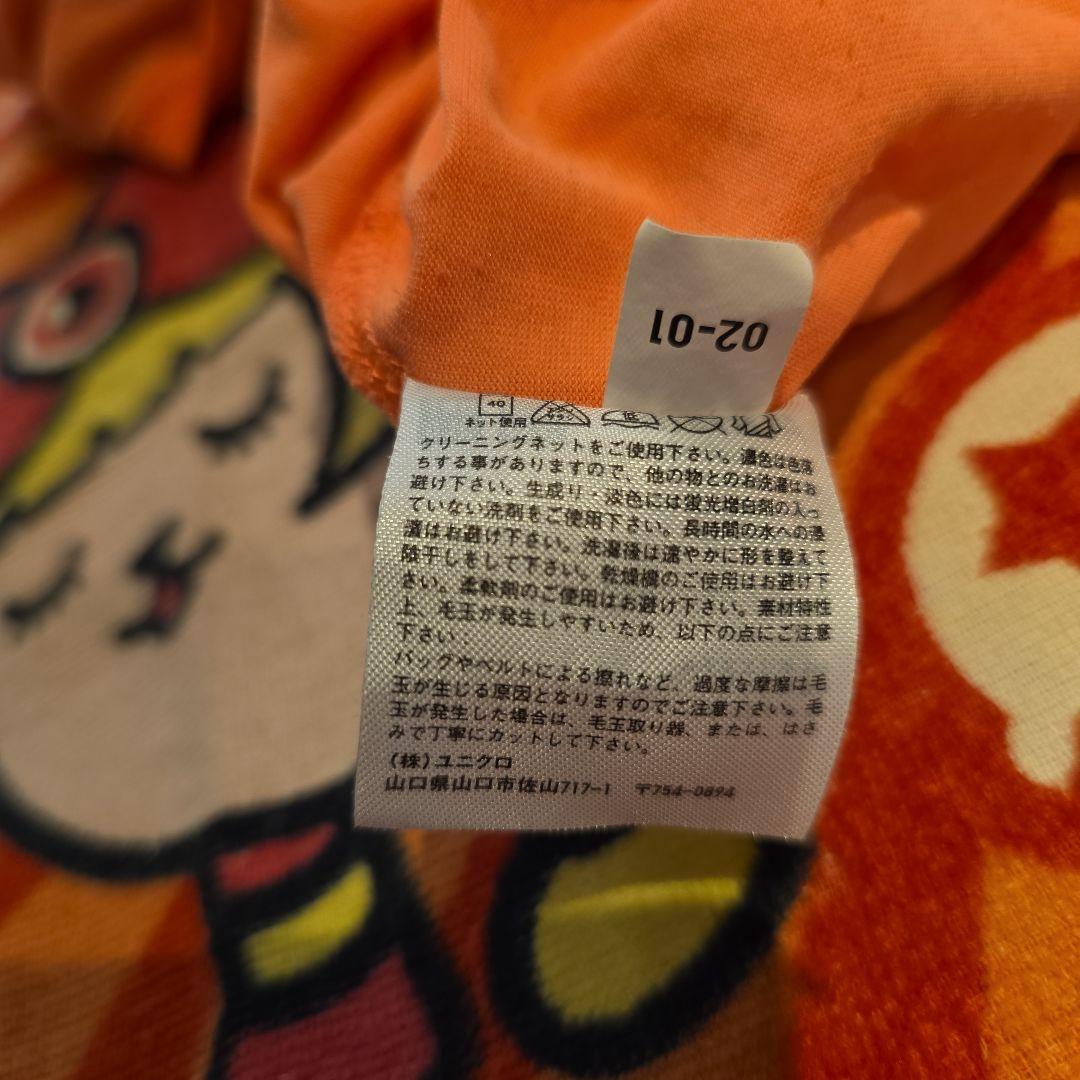 02-01
40
ネット使用
クリーニングネットをご使用下さい。濃色は色落
ちする事がありますので、他の物とのお洗濯はお
避け下さい。生成り・淡色には蛍光増白剤の入っ
ていない洗剤をご使用下さい。長時間の水への浸
漬はお避け下さい。洗濯後は速やかに形を整えて
陰干しをして下さい。乾燥機のご使用はお避け下
さい。柔軟剤のご使用はお避け下さい。素材特性
上、毛玉が発生しやすいため、以下の点にご注意
下さい：
バッグやベルトによる擦れなど、過度な摩擦は毛
玉が生じる原因となりますのでご注意下さい。毛
玉が発生した場合は、毛玉取り器、または、はさ
みで丁寧にカットして下さい。
(株)ユニクロ
山口県山口市佐山717-1 〒754-0894